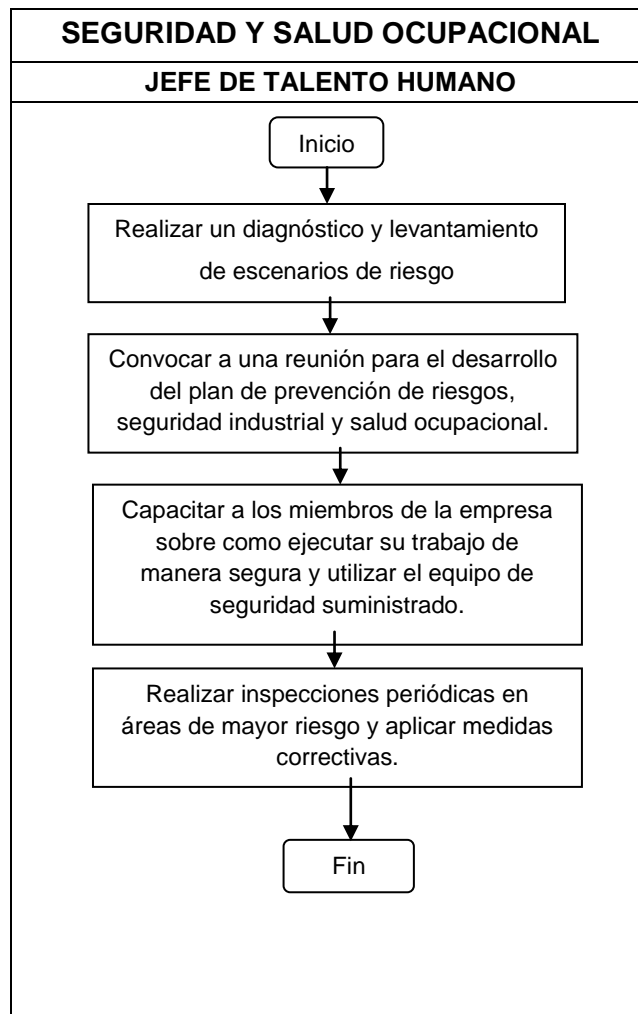 SEGURIDAD Y SALUD OCUPACIONAL
JEFE DE TALENTO HUMANO
Inicio
Realizar un diagnóstico y levantamiento
de escenarios de riesgo
Convocar a una reunión para el desarrollo
del plan de prevención de riesgos,
seguridad industrial y salud ocupacional.
Capacitar a los miembros de la empresa
sobre como ejecutar su trabajo de
manera segura y utilizar el equipo de
seguridad suministrado.
Realizar inspecciones periódicas en
áreas de mayor riesgo y aplicar medidas
correctivas.
Fin